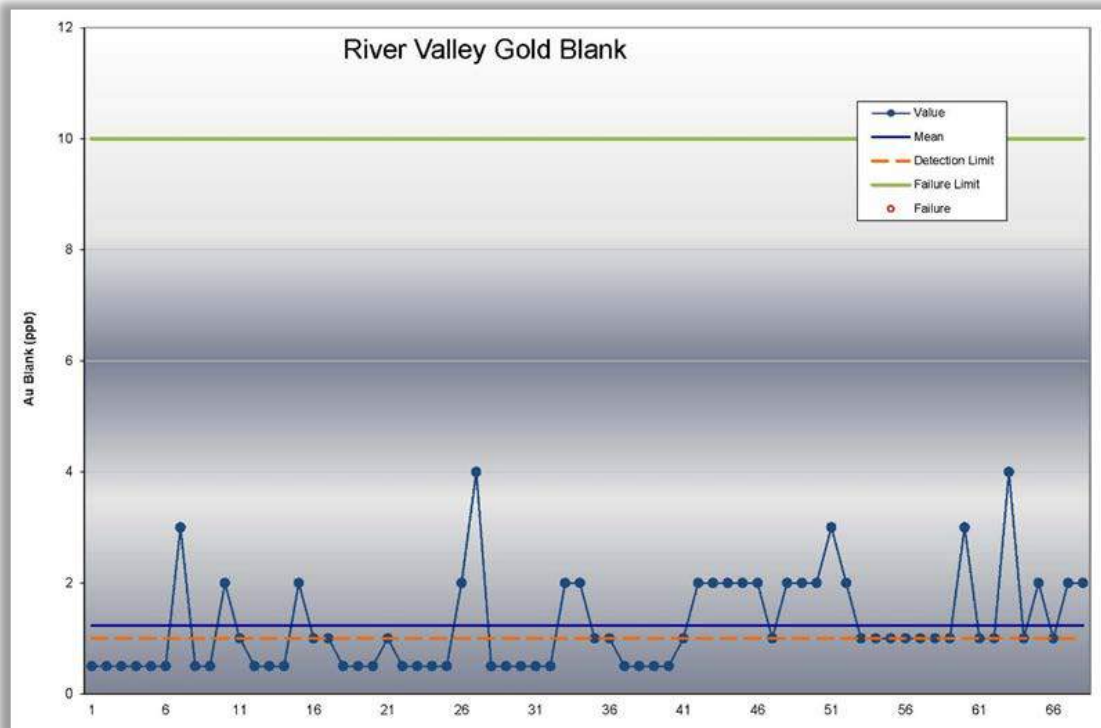 River Valley Gold Blank
12
10
8
6
4
2
0
Au Blank (ppb)
Value
Mean
Detection Limit
Failure Limit
Failure
1 6 11 16 21 26 31 36 41 46 51 56 61 66